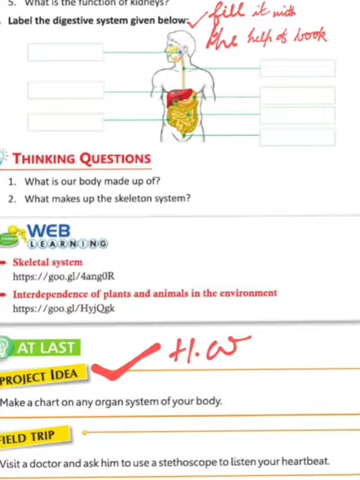 5. What is the function of kidneys?
Label the digestive system given below:
fill it with
the help of book
THINKING QUESTIONS
1. What is our body made up of?
2. What makes up the skeleton system?
WEB
LEARNING
Skeletal system
https://goo.gl/4ang0R
Interdependence of plants and animals in the environment
https://goo.gl/HyjQgk
AT LAST
H.W
PROJECT IDEA
Make a chart on any organ system of your body.
FIELD TRIP
Visit a doctor and ask him to use a stethoscope to listen your heartbeat.